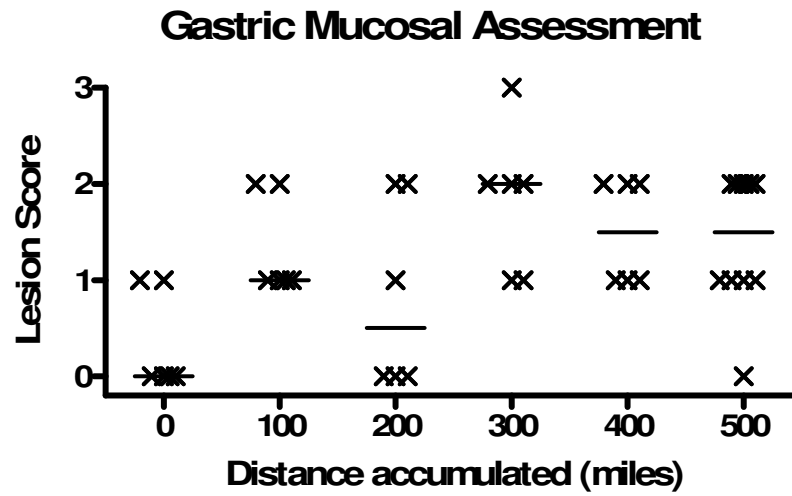 Gastric Mucosal Assessment
Lesion Score
3
2
1
0
0 100 200 300 400 500
Distance accumulated (miles)